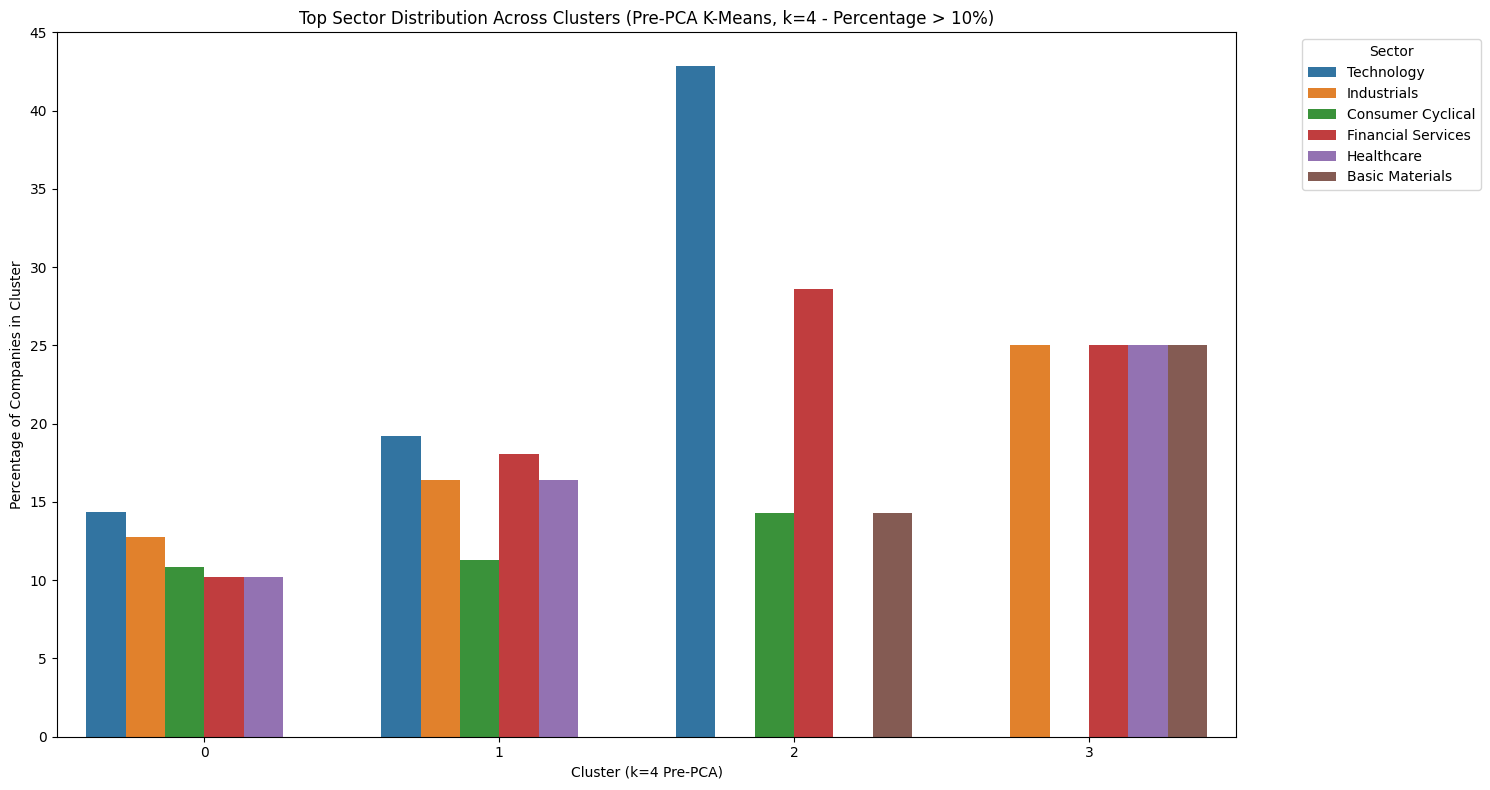 Top Sector Distribution Across Clusters (Pre-PCA K-Means, k=4 - Percentage > 10%)
Sector
Technology
Industrials
Consumer Cyclical
Financial Services
Healthcare
Basic Materials
Percentage of Companies in Cluster
45
40
35
30
25
20
15
10
5
0
0 1 2 3
Cluster (k=4 Pre-PCA)